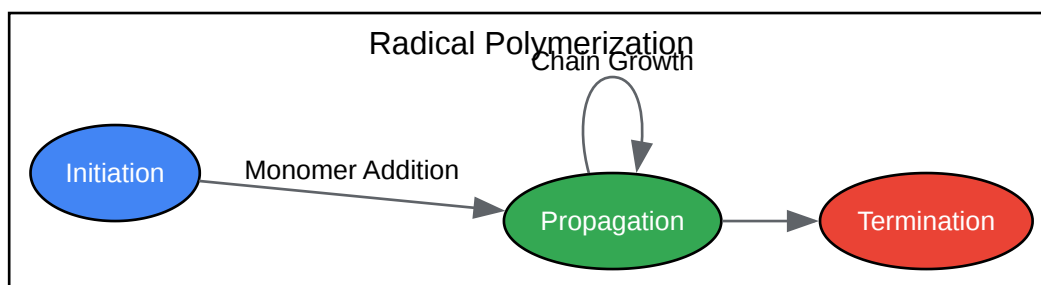 Radical Polymerization
Chain Growth
Initiation
Monomer Addition
Propagation
Termination